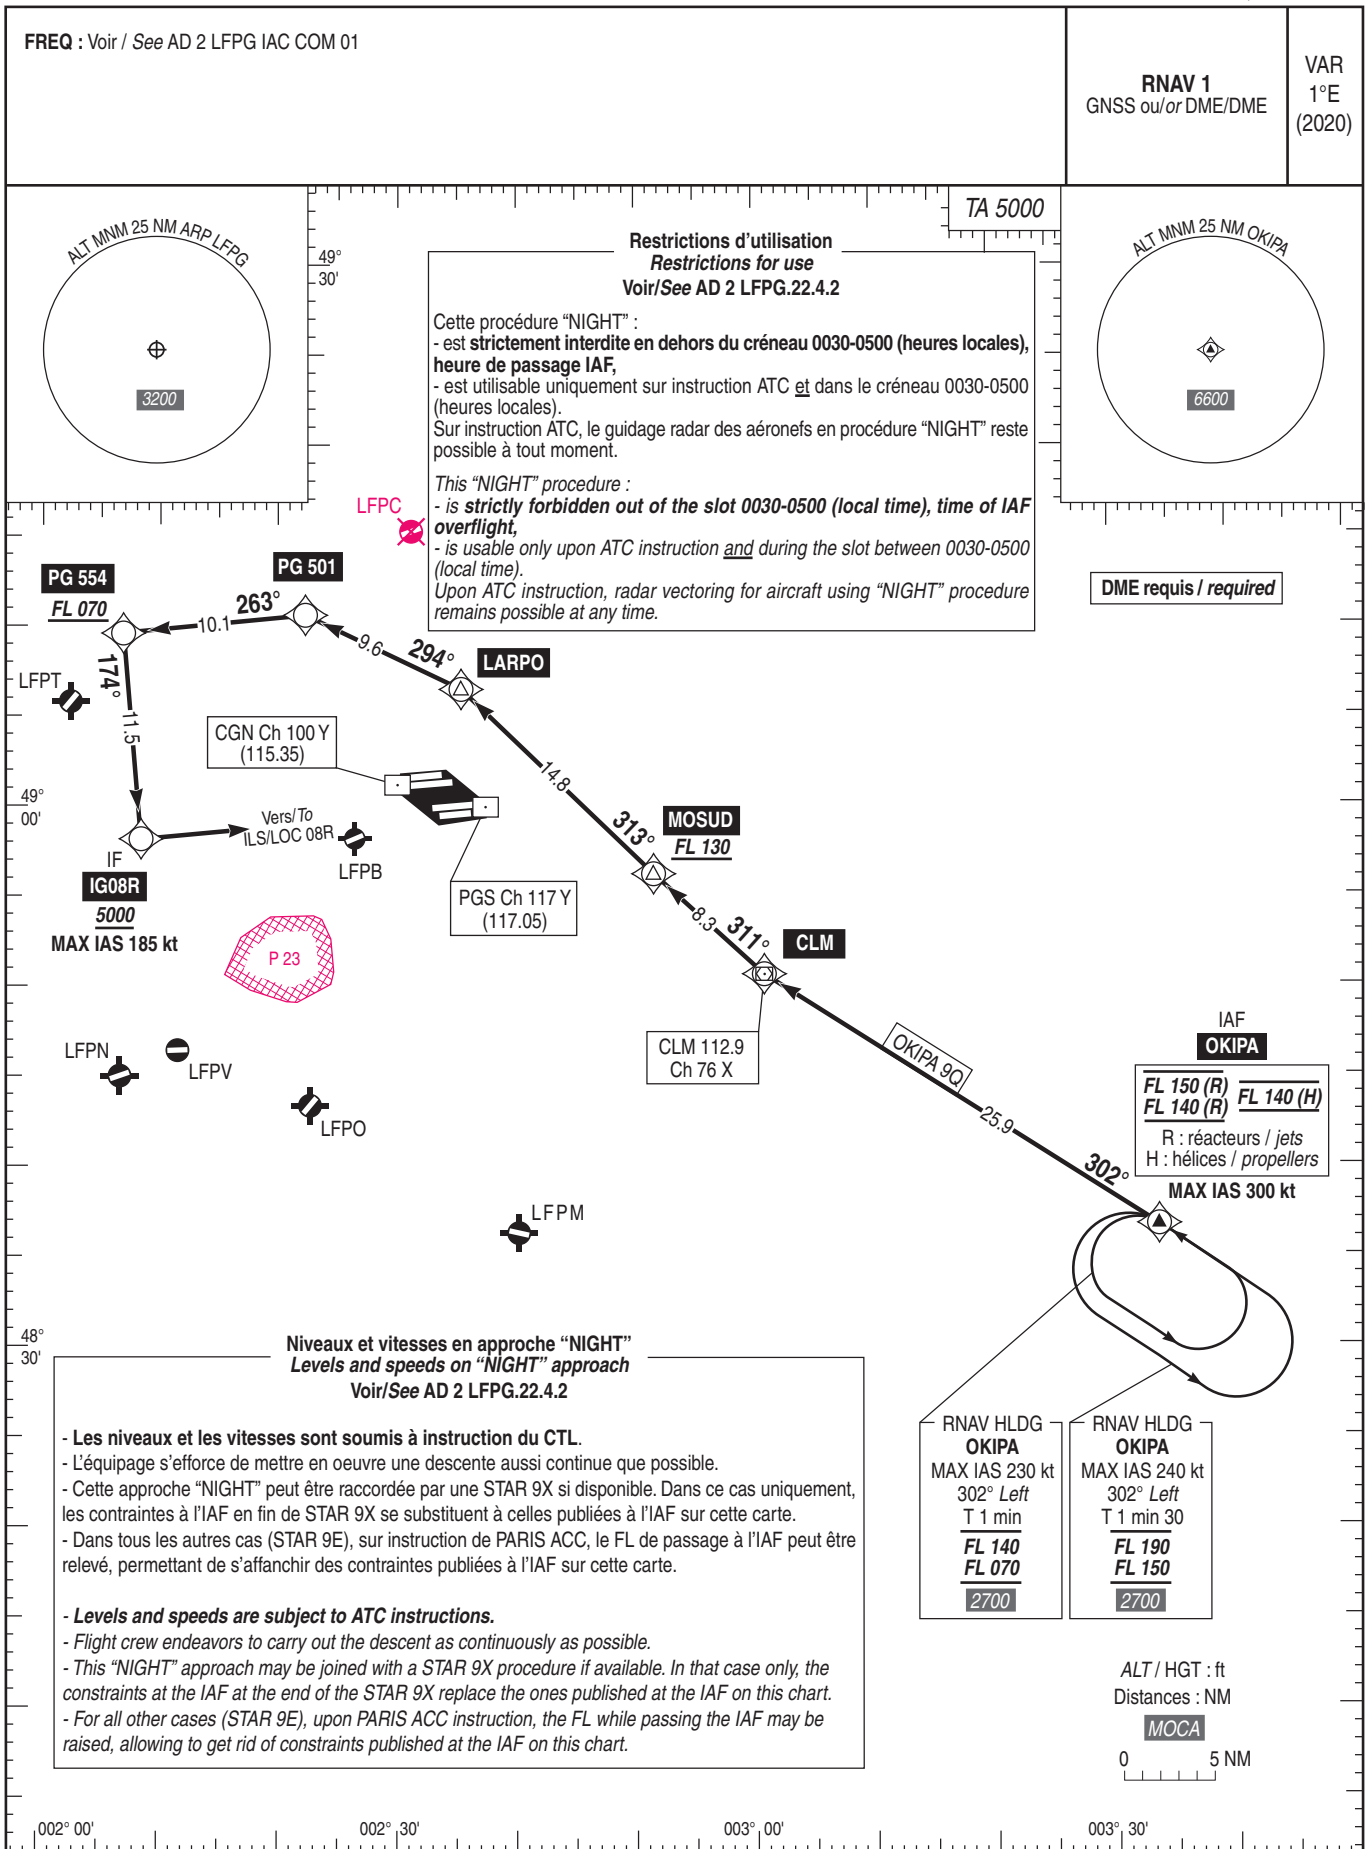 FREQ : Voir / See AD 2 LFPG IAC COM 01
RNAV 1
GNSS ou/or DME/DME
VAR
1°E
(2020)
ALT MNM 25 NM ARP LFPG
3200
49°
30'
TA 5000
ALT MNM 25 NM OKIPA
6600
Restrictions d'utilisation
Restrictions for use
Voir/See AD 2 LFPG.22.4.2
Cette procédure “NIGHT” :
- est strictement interdite en dehors du créneau 0030-0500 (heures locales),
heure de passage IAF,
- est utilisable uniquement sur instruction ATC et dans le créneau 0030-0500
(heures locales).
Sur instruction ATC, le guidage radar des aéronefs en procédure “NIGHT” reste
possible à tout moment.
This “NIGHT” procedure :
- is strictly forbidden out of the slot 0030-0500 (local time), time of IAF
overflight,
- is usable only upon ATC instruction and during the slot between 0030-0500
(local time).
Upon ATC instruction, radar vectoring for aircraft using “NIGHT” procedure
remains possible at any time.
LFPC
DME requis / required
PG 554
FL 070
PG 501
263°
10.1
9.6
294°
LARPO
174°
11.5
LFPT
CGN Ch 100 Y
(115.35)
14.8
49°
00'
Vers/To
ILS/LOC 08R
LFPB
313°
MOSUD
FL 130
IF
IG08R
5000
MAX IAS 185 kt
PGS Ch 117 Y
(117.05)
8.3
311°
CLM
P 23
CLM 112.9
Ch 76 X
OKIPA 9Q
25.9
302°
IAF
OKIPA
FL 150 (R)
FL 140 (R)
FL 140 (H)
R : réacteurs / jets
H : hélices / propellers
MAX IAS 300 kt
LFPN
LFPV
LFPO
LFPM
48°
30'
Niveaux et vitesses en approche “NIGHT”
Levels and speeds on “NIGHT” approach
Voir/See AD 2 LFPG.22.4.2
- Les niveaux et les vitesses sont soumis à instruction du CTL.
- L'équipage s'efforce de mettre en oeuvre une descente aussi continue que possible.
- Cette approche “NIGHT” peut être raccordée par une STAR 9X si disponible. Dans ce cas uniquement,
les contraintes à l'IAF en fin de STAR 9X se substituent à celles publiées à l'IAF sur cette carte.
- Dans tous les autres cas (STAR 9E), sur instruction de PARIS ACC, le FL de passage à l'IAF peut être
relevé, permettant de s'affanchir des contraintes publiées à l'IAF sur cette carte.
- Levels and speeds are subject to ATC instructions.
- Flight crew endeavors to carry out the descent as continuously as possible.
- This “NIGHT” approach may be joined with a STAR 9X procedure if available. In that case only, the
constraints at the IAF at the end of the STAR 9X replace the ones published at the IAF on this chart.
- For all other cases (STAR 9E), upon PARIS ACC instruction, the FL while passing the IAF may be
raised, allowing to get rid of constraints published at the IAF on this chart.
RNAV HLDG
OKIPA
MAX IAS 230 kt
302° Left
T 1 min
FL 140
FL 070
2700
RNAV HLDG
OKIPA
MAX IAS 240 kt
302° Left
T 1 min 30
FL 190
FL 150
2700
ALT / HGT : ft
Distances : NM
MOCA
0 5 NM
002° 00'
002° 30'
003° 00'
003° 30'